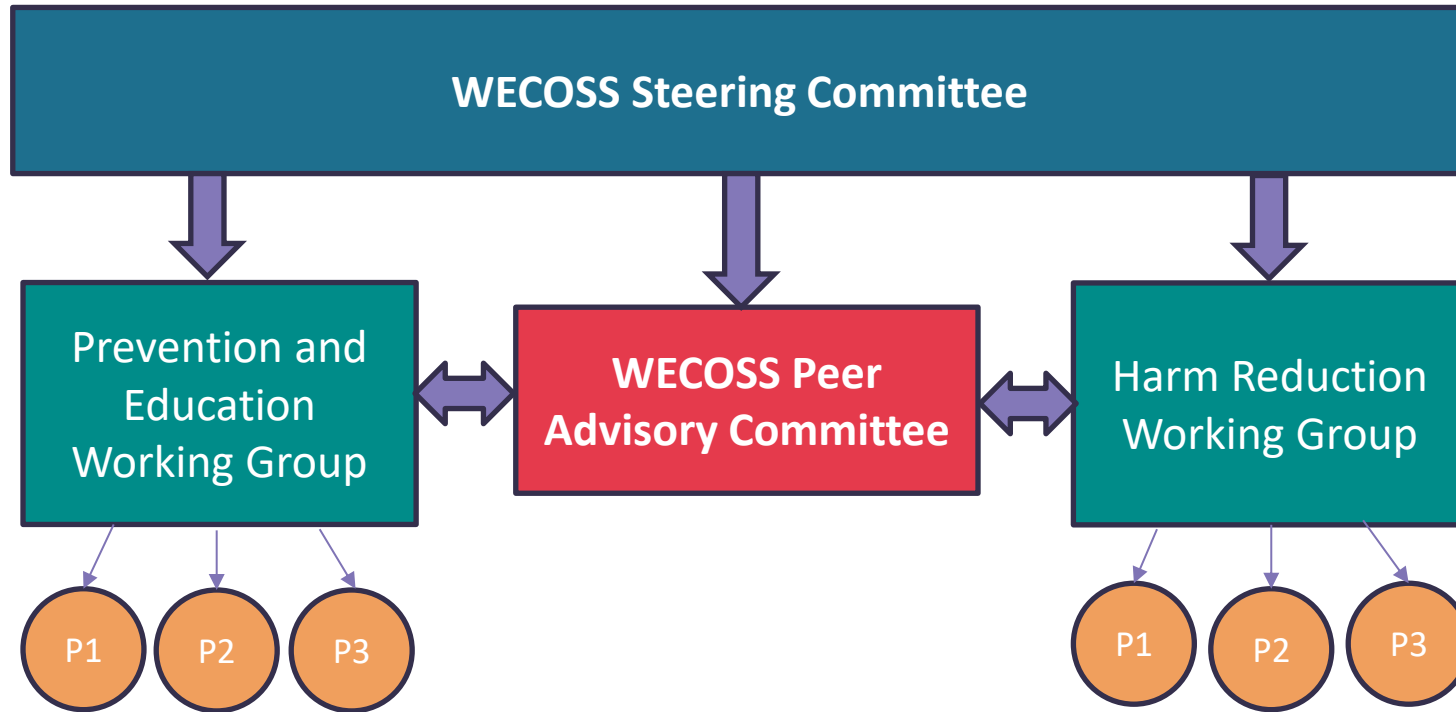 WECOSS Steering Committee
Prevention and
Education
Working Group
WECOSS Peer
Advisory Committee
Harm Reduction
Working Group
P1
P2
P3
P1
P2
P3